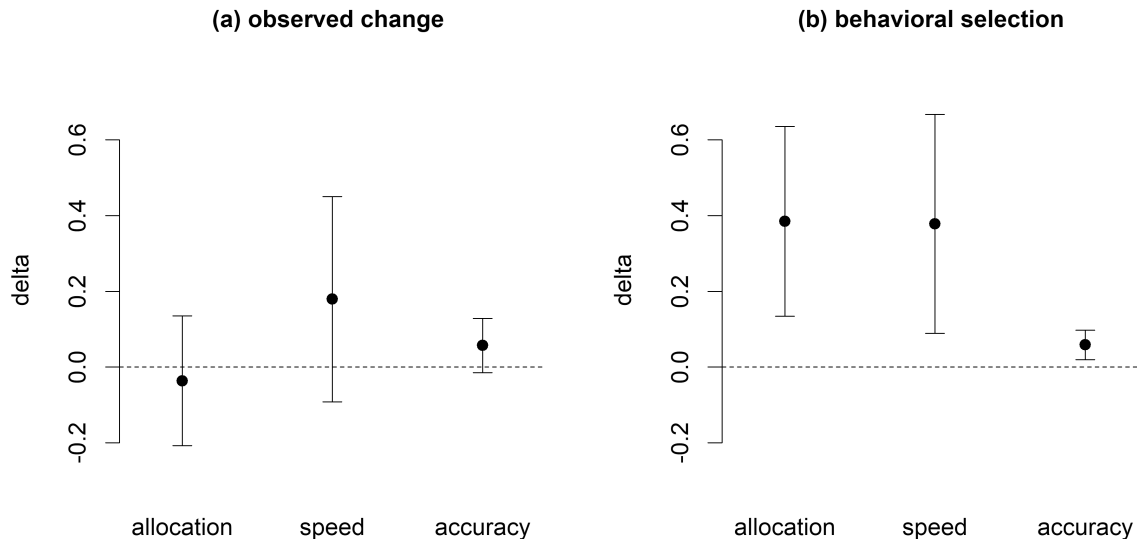 (a) observed change
delta
0.6
0.4
0.2
0.0
-0.2
allocation speed accuracy
(b) behavioral selection
delta
0.6
0.4
0.2
0.0
-0.2
allocation speed accuracy